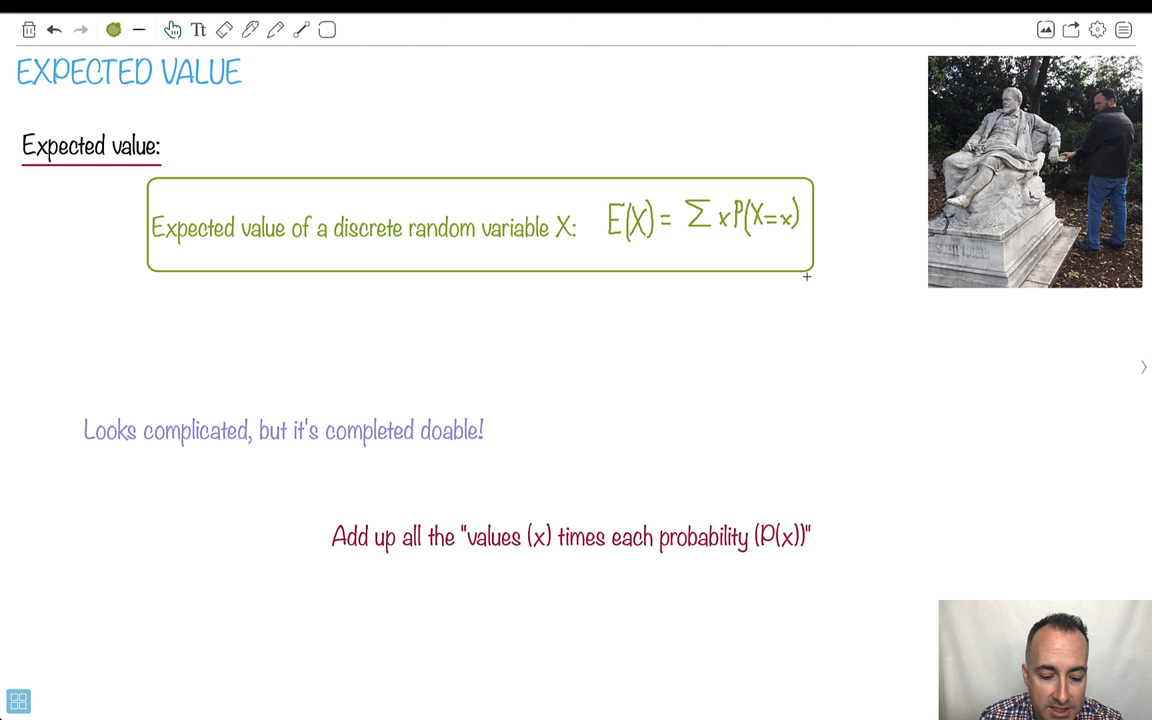 Tt
EXPECTED VALUE
Expected value:
Expected value of a discrete random variable X: E(X) = Σ x P(X=x)
Looks complicated, but it's completed doable!
Add up all the "values (x) times each probability (P(x))"